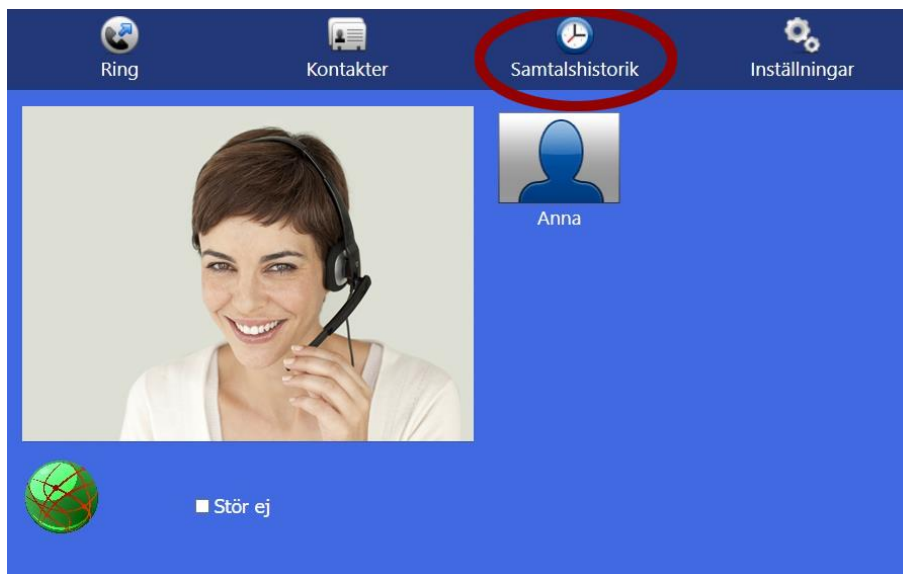 Ring
Kontakter
Samtalshistorik
Inställningar
Anna
Stör ej